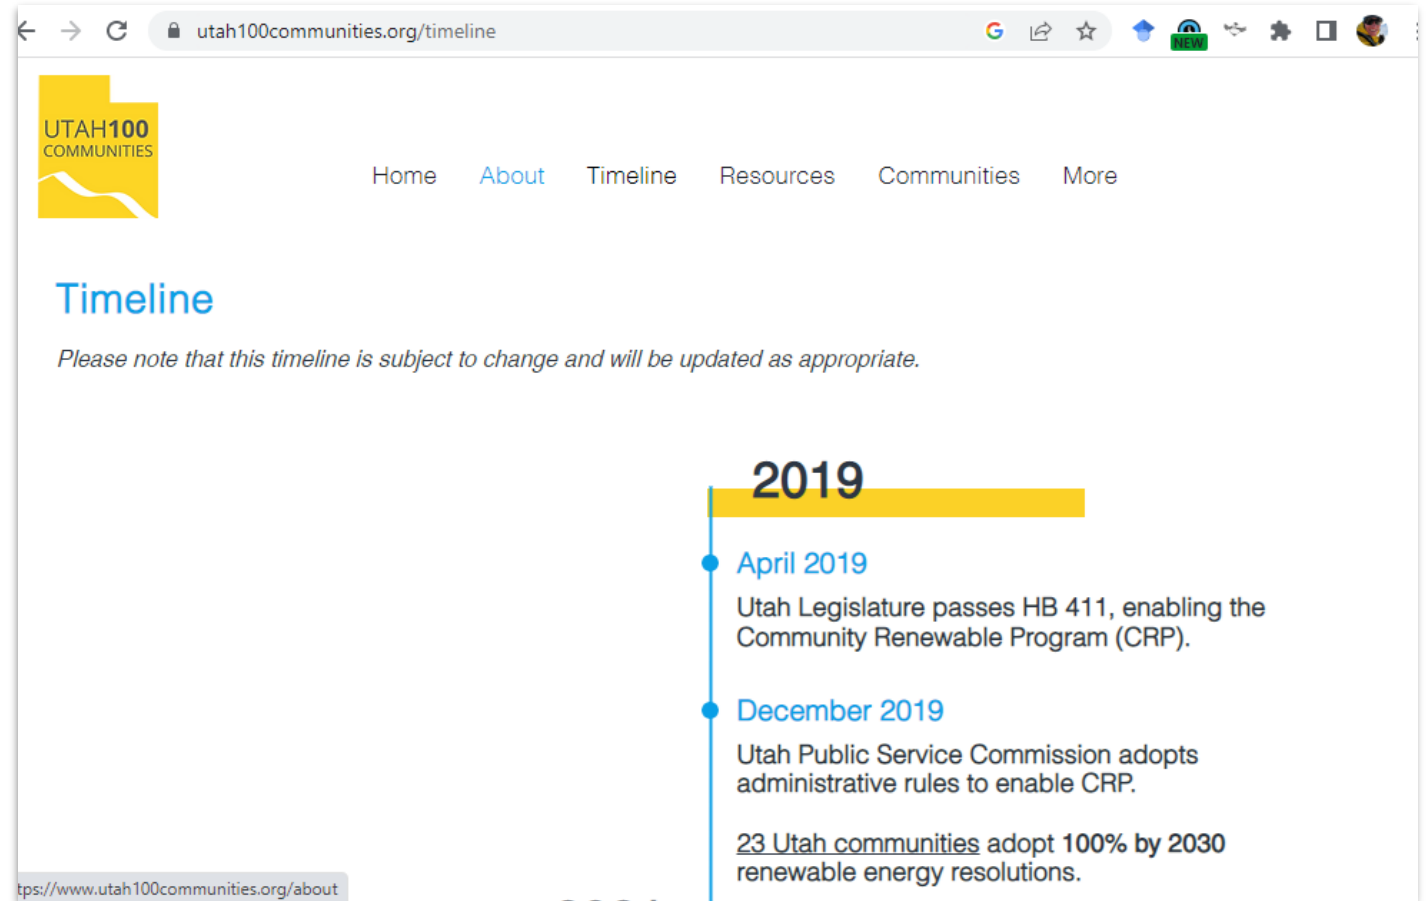 utah100communities.org/timeline
NEW
UTAH100
COMMUNITIES
Home About Timeline Resources Communities More
Timeline
Please note that this timeline is subject to change and will be updated as appropriate.
2019
April 2019
Utah Legislature passes HB 411, enabling the
Community Renewable Program (CRP).
December 2019
Utah Public Service Commission adopts
administrative rules to enable CRP.
23 Utah communities adopt 100% by 2030
renewable energy resolutions.
tps://www.utah100communities.org/about